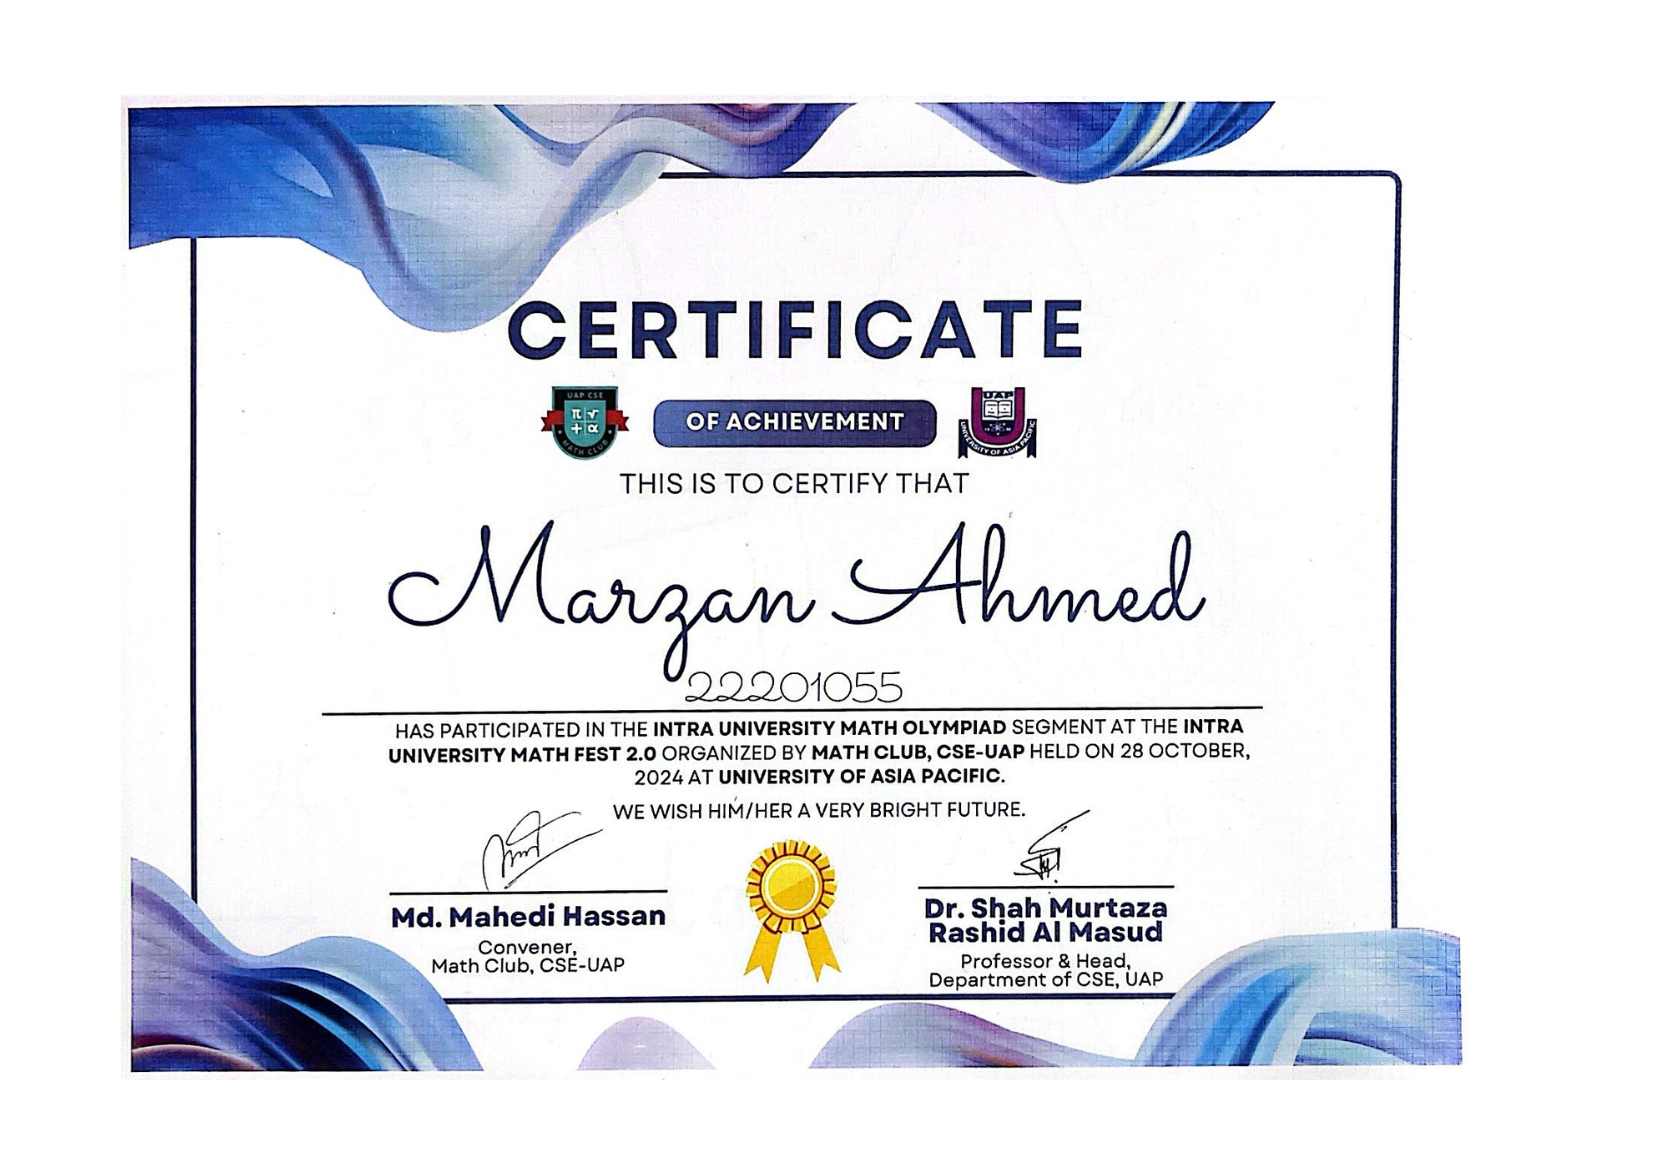 CERTIFICATE
UAP CSE
π √
+ α
MATH CLUB
OF ACHIEVEMENT
UAP
UNIVERSITY OF ASIA PACIFIC
THIS IS TO CERTIFY THAT
Marzan Ahmed
22201055
HAS PARTICIPATED IN THE INTRA UNIVERSITY MATH OLYMPIAD SEGMENT AT THE INTRA
UNIVERSITY MATH FEST 2.0 ORGANIZED BY MATH CLUB, CSE-UAP HELD ON 28 OCTOBER,
2024 AT UNIVERSITY OF ASIA PACIFIC.
WE WISH HIM/HER A VERY BRIGHT FUTURE.
Md. Mahedi Hassan
Convener,
Math Club, CSE-UAP
Dr. Shah Murtaza
Rashid Al Masud
Professor & Head,
Department of CSE, UAP